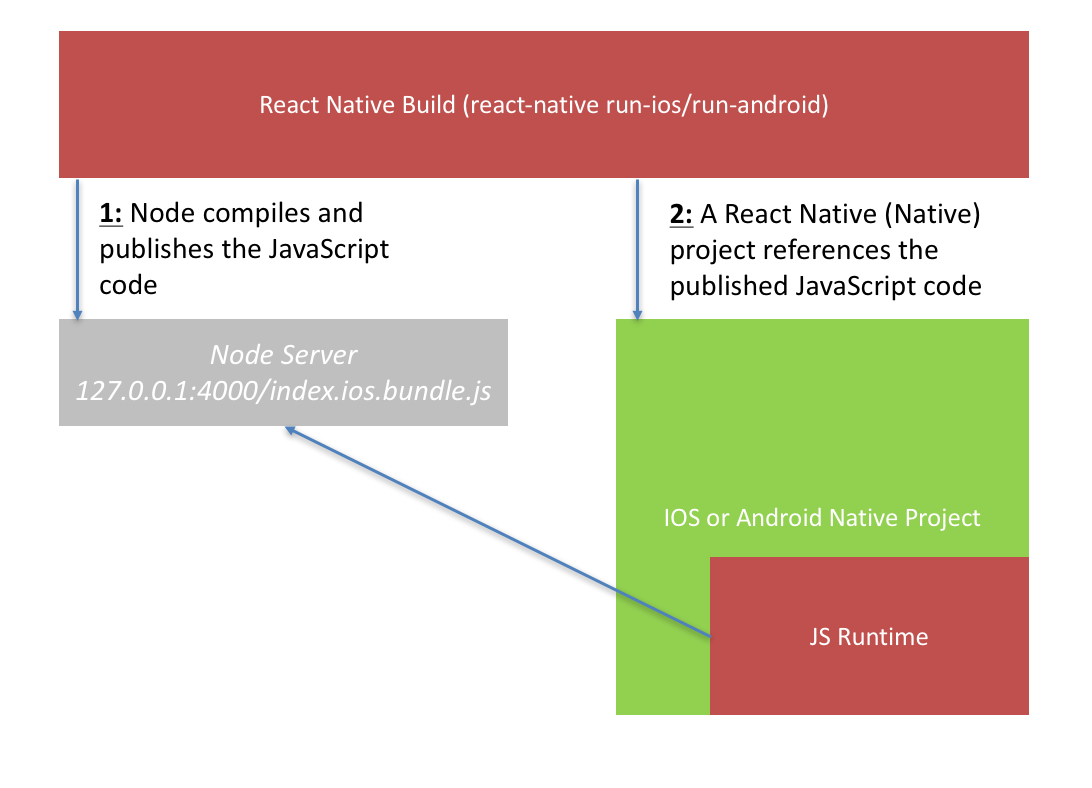 React Native Build (react-native run-ios/run-android)
1: Node compiles and
publishes the JavaScript
code
2: A React Native (Native)
project references the
published JavaScript code
Node Server
127.0.0.1:4000/index.ios.bundle.js
IOS or Android Native Project
JS Runtime